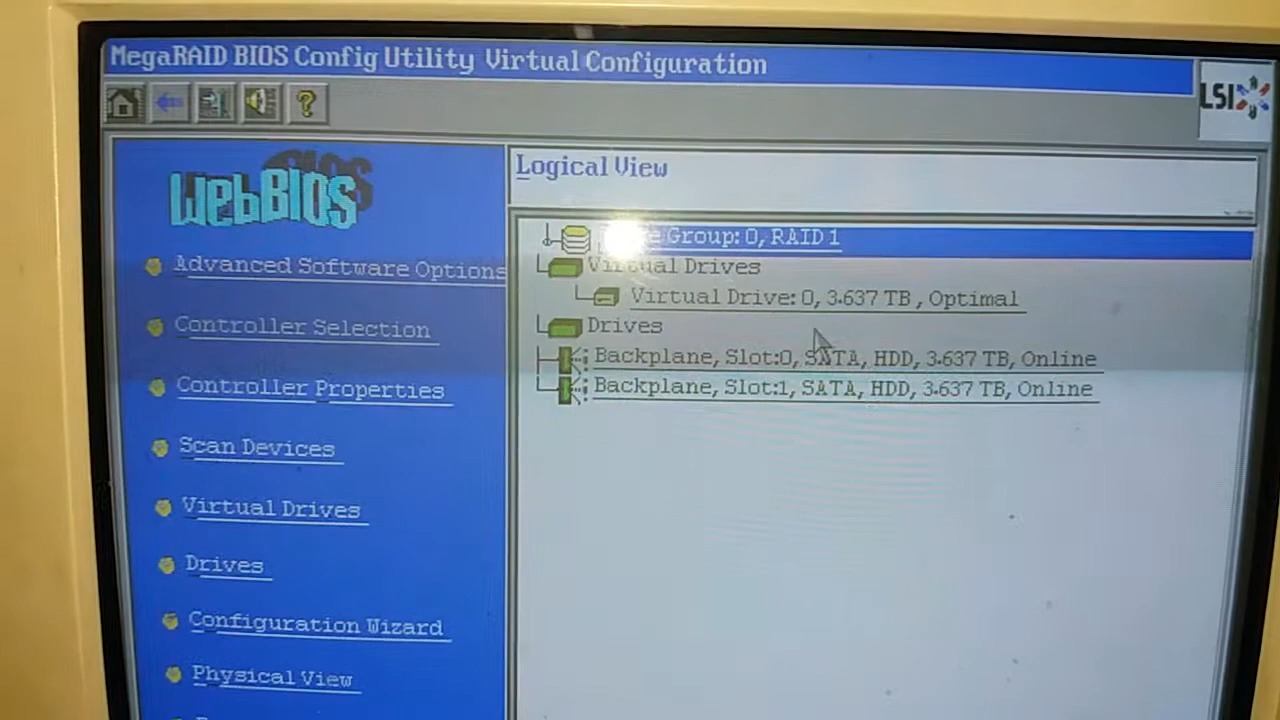 MegaRAID BIOS Config Utility Virtual Configuration
LSI
?
WebBIOS
Advanced Software Options
Controller Selection
Controller Properties
Scan Devices
Virtual Drives
Drives
Configuration Wizard
Physical View
Logical View
Group: 0, RAID 1
Virtual Drives
Virtual Drive: 0, 3.637 TB , Optimal
Drives
Backplane, Slot:0, SATA, HDD, 3.637 TB, Online
Backplane, Slot:1, SATA, HDD, 3.637 TB, Online